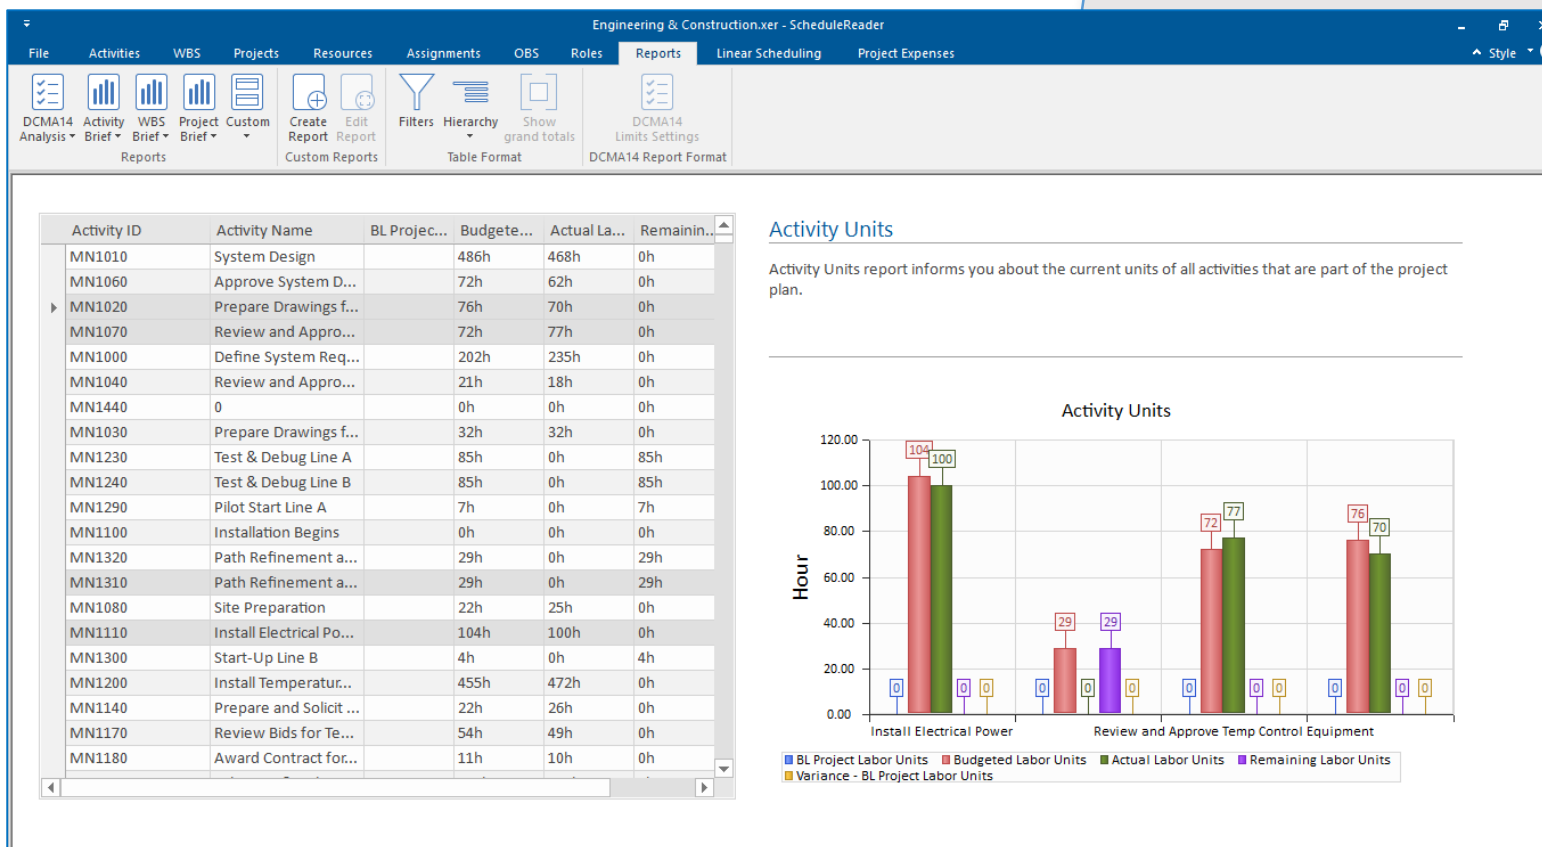 Engineering & Construction.xer - ScheduleReader
File Activities WBS Projects Resources Assignments OBS Roles Reports Linear Scheduling Project Expenses Style
DCMA14 Analysis Activity Brief WBS Brief Project Brief Custom Create Report Edit Report Filters Hierarchy Show grand totals DCMA14 Limits Settings
Reports Custom Reports Table Format DCMA14 Report Format
Activity ID Activity Name BL Projec... Budgete... Actual La... Remainin...
MN1010 System Design 486h 468h 0h
MN1060 Approve System D... 72h 62h 0h
MN1020 Prepare Drawings f... 76h 70h 0h
MN1070 Review and Appro... 72h 77h 0h
MN1000 Define System Req... 202h 235h 0h
MN1040 Review and Appro... 21h 18h 0h
MN1440 0 0h 0h 0h
MN1030 Prepare Drawings f... 32h 32h 0h
MN1230 Test & Debug Line A 85h 0h 85h
MN1240 Test & Debug Line B 85h 0h 85h
MN1290 Pilot Start Line A 7h 0h 7h
MN1100 Installation Begins 0h 0h 0h
MN1320 Path Refinement a... 29h 0h 29h
MN1310 Path Refinement a... 29h 0h 29h
MN1080 Site Preparation 22h 25h 0h
MN1110 Install Electrical Po... 104h 100h 0h
MN1300 Start-Up Line B 4h 0h 4h
MN1200 Install Temperatur... 455h 472h 0h
MN1140 Prepare and Solicit ... 22h 26h 0h
MN1170 Review Bids for Te... 54h 49h 0h
MN1180 Award Contract for... 11h 10h 0h
Activity Units
Activity Units report informs you about the current units of all activities that are part of the project
plan.
Activity Units
Hour
120.00
100.00
80.00
60.00
40.00
20.00
0.00
0 104 100 0 0
0 29 0 29 0
0 72 77 0 0
0 76 70 0 0
Install Electrical Power Review and Approve Temp Control Equipment
BL Project Labor Units Budgeted Labor Units Actual Labor Units Remaining Labor Units
Variance - BL Project Labor Units